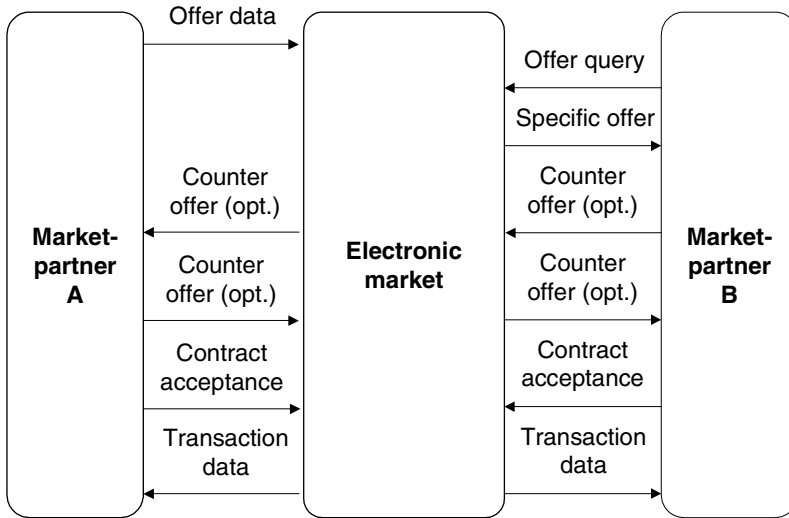 Offer data
Offer query
Specific offer
Counter
offer (opt.)
Counter
offer (opt.)
Market-
partner
A
Electronic
market
Market-
partner
B
Counter
offer (opt.)
Counter
offer (opt.)
Contract
acceptance
Contract
acceptance
Transaction
data
Transaction
data